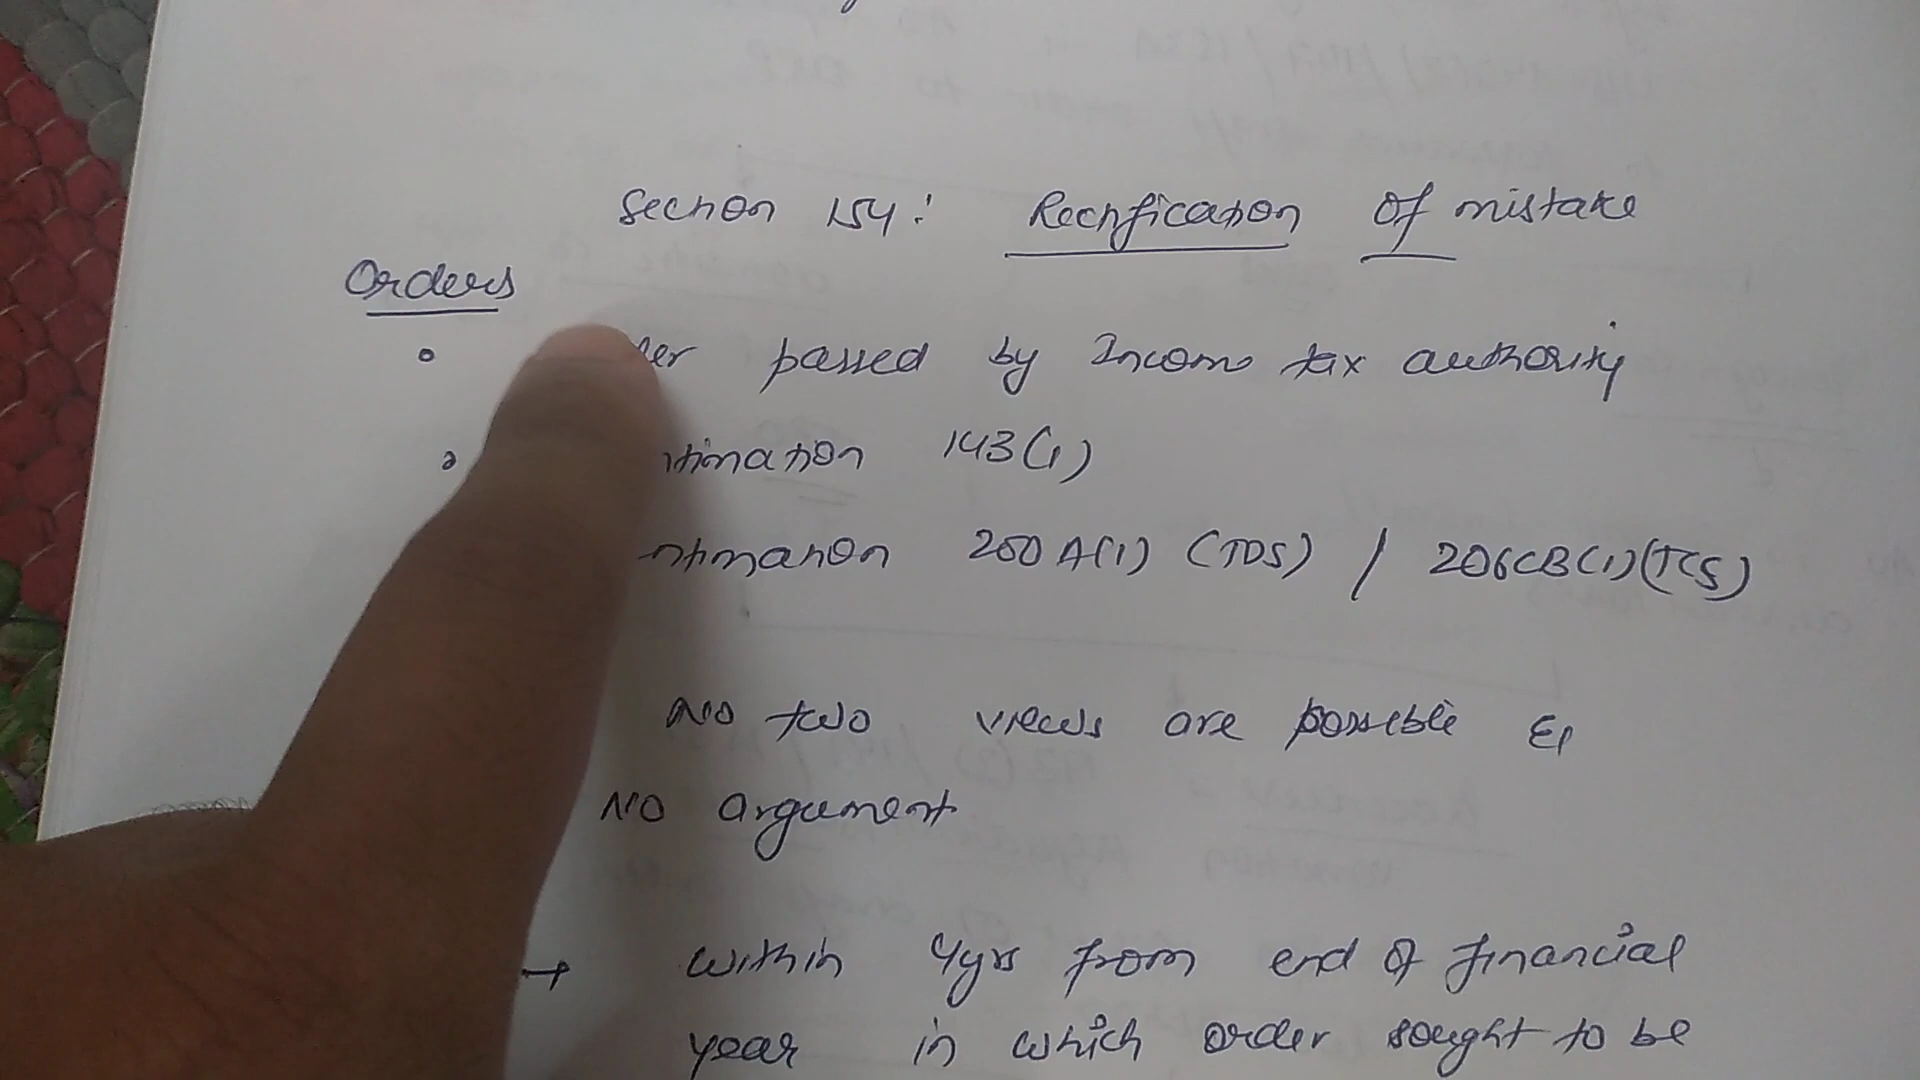 Section 154: Rectification of mistake
Orders
passed by Income tax authority
143(1)
200A(1) (TDS) / 206CB(1)(TCS)
No two views are possible &
No argument
→ within 4yrs from end of financial
year in which order sought to be